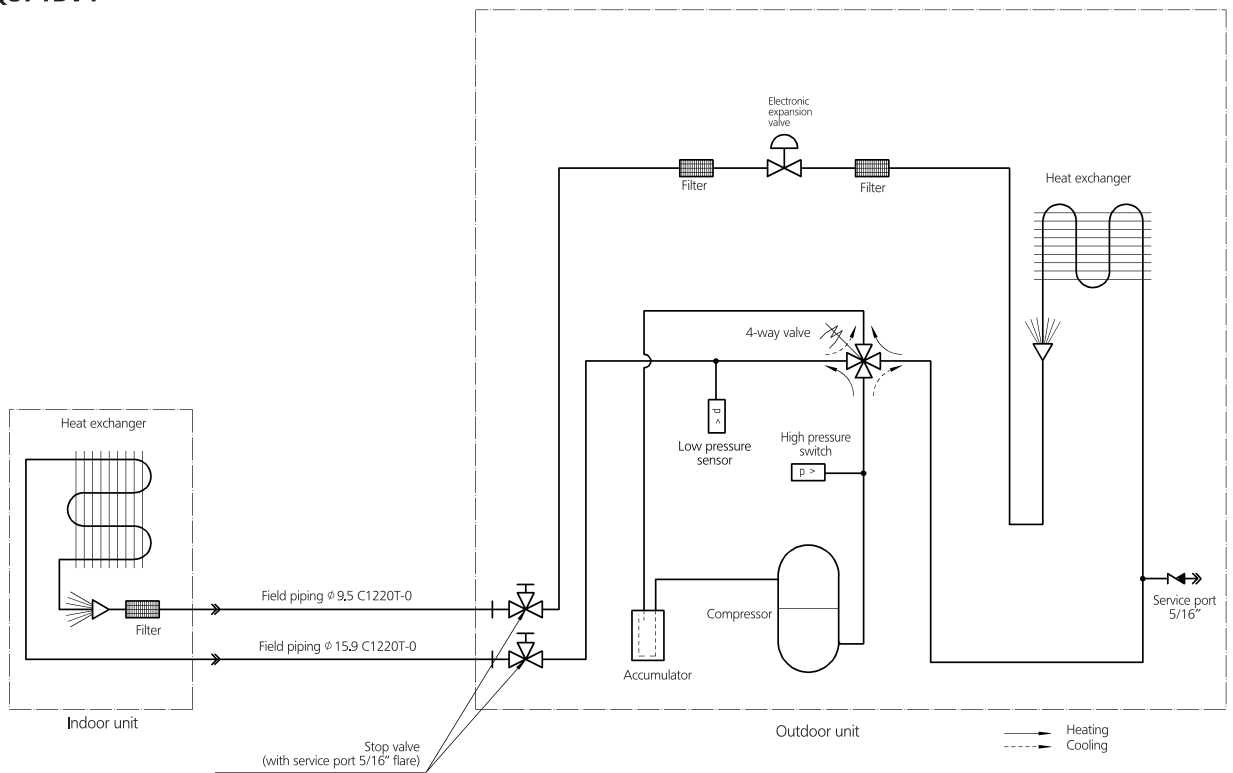 Electronic
expansion
valve
Filter
Filter
Heat exchanger
4-way valve
Heat exchanger
p <
Low pressure
sensor
High pressure
switch
p >
Field piping ϕ 9.5 C1220T-0
Filter
Field piping ϕ 15.9 C1220T-0
Compressor
Accumulator
Service port
5/16”
Indoor unit
Outdoor unit
Stop valve
(with service port 5/16” flare)
Heating
Cooling